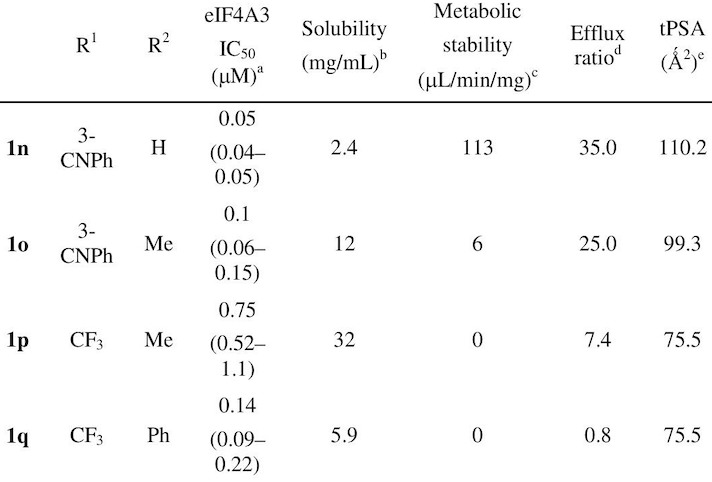 R¹ R² eIF4A3 IC₅₀ (μM)ᵃ Solubility (mg/mL)ᵇ Metabolic stability (μL/min/mg)ᶜ Efflux ratioᵈ tPSA (Ǻ²)ᵉ
1n 3-CNPh H 0.05 (0.04–0.05) 2.4 113 35.0 110.2
1o 3-CNPh Me 0.1 (0.06–0.15) 12 6 25.0 99.3
1p CF₃ Me 0.75 (0.52–1.1) 32 0 7.4 75.5
1q CF₃ Ph 0.14 (0.09–0.22) 5.9 0 0.8 75.5